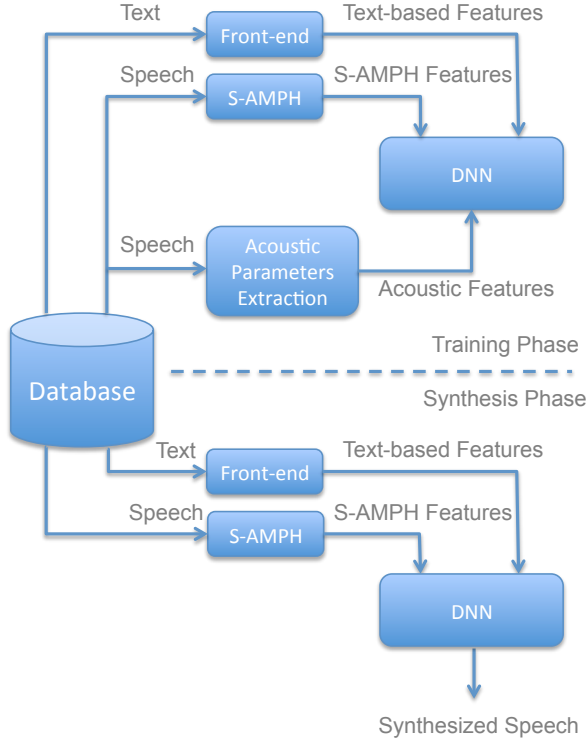 Text
Front-end
Text-based Features
Speech
S-AMPH
S-AMPH Features
DNN
Speech
Acoustic
Parameters
Extraction
Acoustic Features
Training Phase
Database
Synthesis Phase
Text
Front-end
Text-based Features
Speech
S-AMPH
S-AMPH Features
DNN
Synthesized Speech